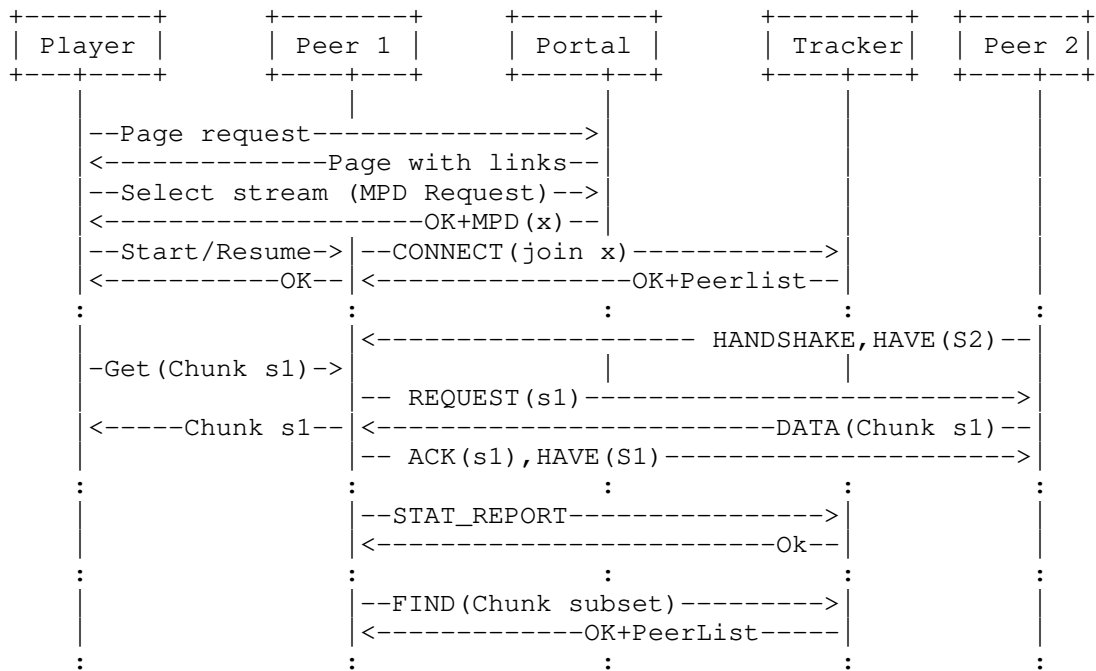 +--------+ +--------+ +--------+ +--------+ +-------+
| Player | | Peer 1 | | Portal | | Tracker| | Peer 2|
+---+----+ +----+---+ +-----+--+ +----+---+ +----+--+
| | | | |
|--Page request----------------->| | |
|<--------------Page with links--| | |
|--Select stream (MPD Request)-->| | |
|<--------------------OK+MPD(x)--| | |
|--Start/Resume->|--CONNECT(join x)------------>| |
|<-----------OK--|<----------------OK+Peerlist--| |
: : : : :
|<------------------- HANDSHAKE,HAVE(S2)--|
|-Get(Chunk s1)->| | | |
|-- REQUEST(s1)--------------------------->|
|<-----Chunk s1--|<------------------------DATA(Chunk s1)--|
|-- ACK(s1),HAVE(S1)---------------------->|
: : : : :
| |--STAT_REPORT---------------->| |
| |<------------------------Ok--| |
: : : : :
| |--FIND(Chunk subset)--------->| |
| |<-------------OK+PeerList-----| |
: : : : :